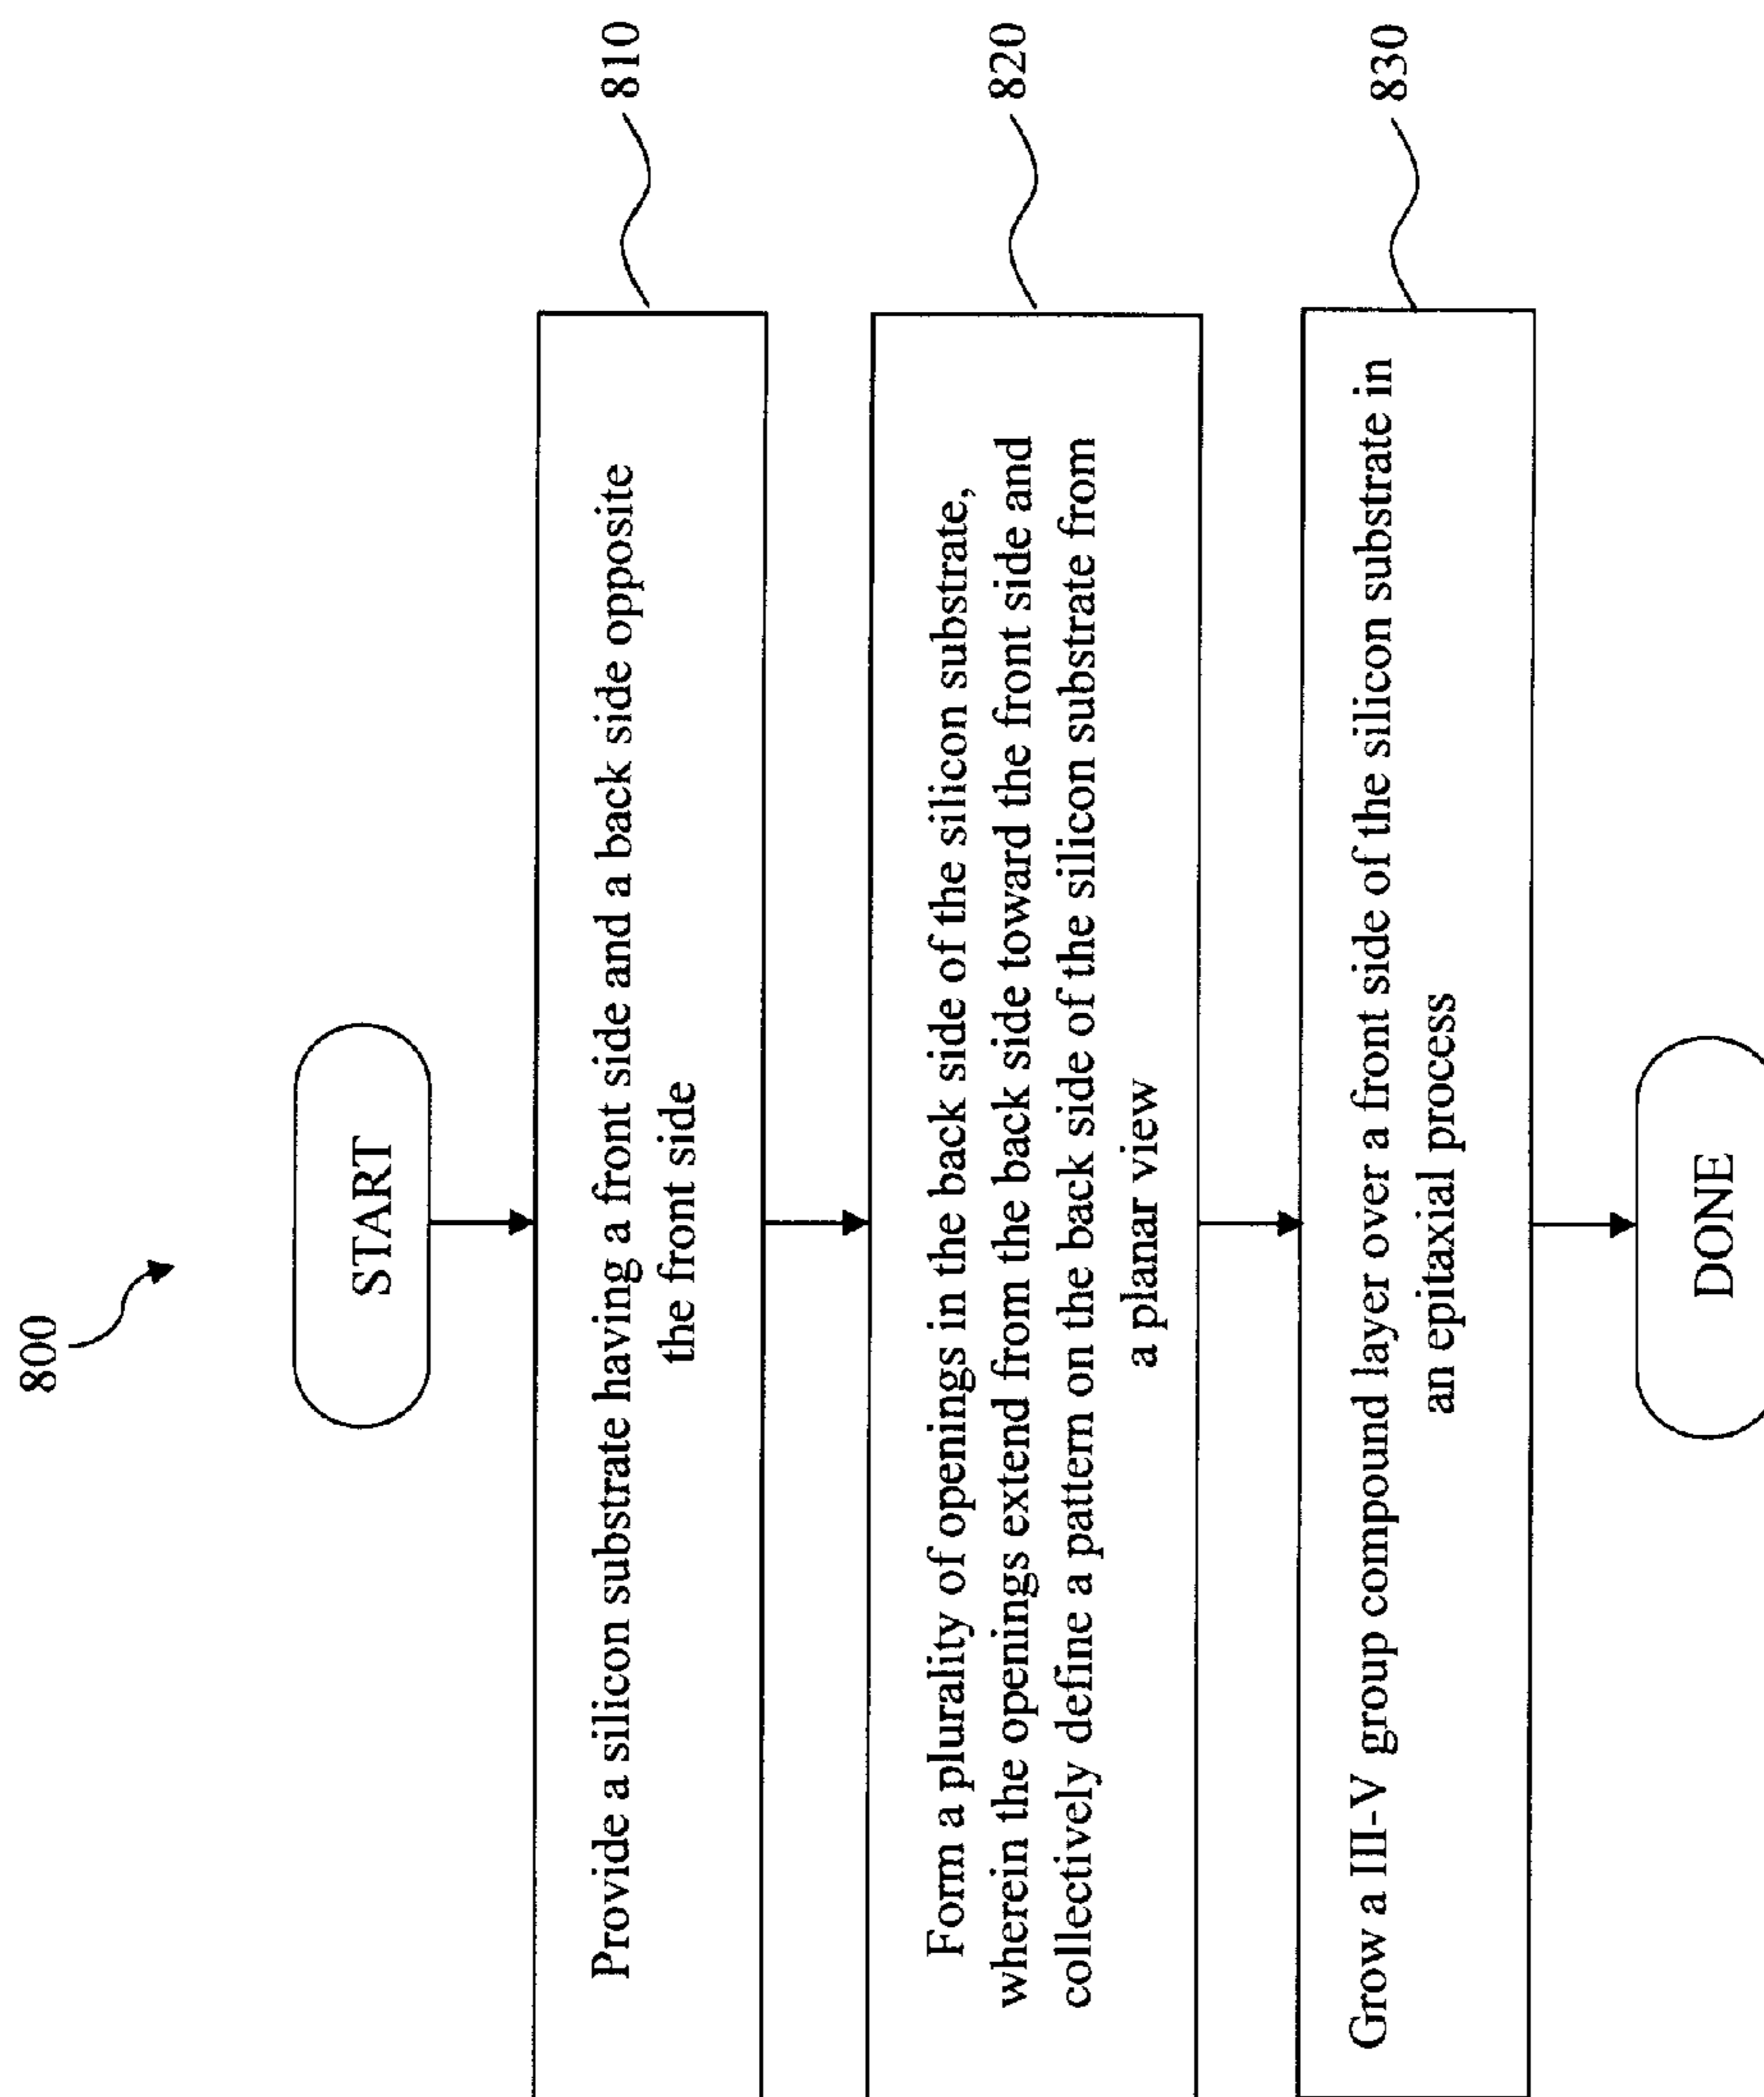 800
START
Provide a silicon substrate having a front side and a back side opposite
the front side
810
Form a plurality of openings in the back side of the silicon substrate,
wherein the openings extend from the back side toward the front side and
collectively define a pattern on the back side of the silicon substrate from
a planar view
820
Grow a III-V group compound layer over a front side of the silicon substrate in
an epitaxial process
830
DONE